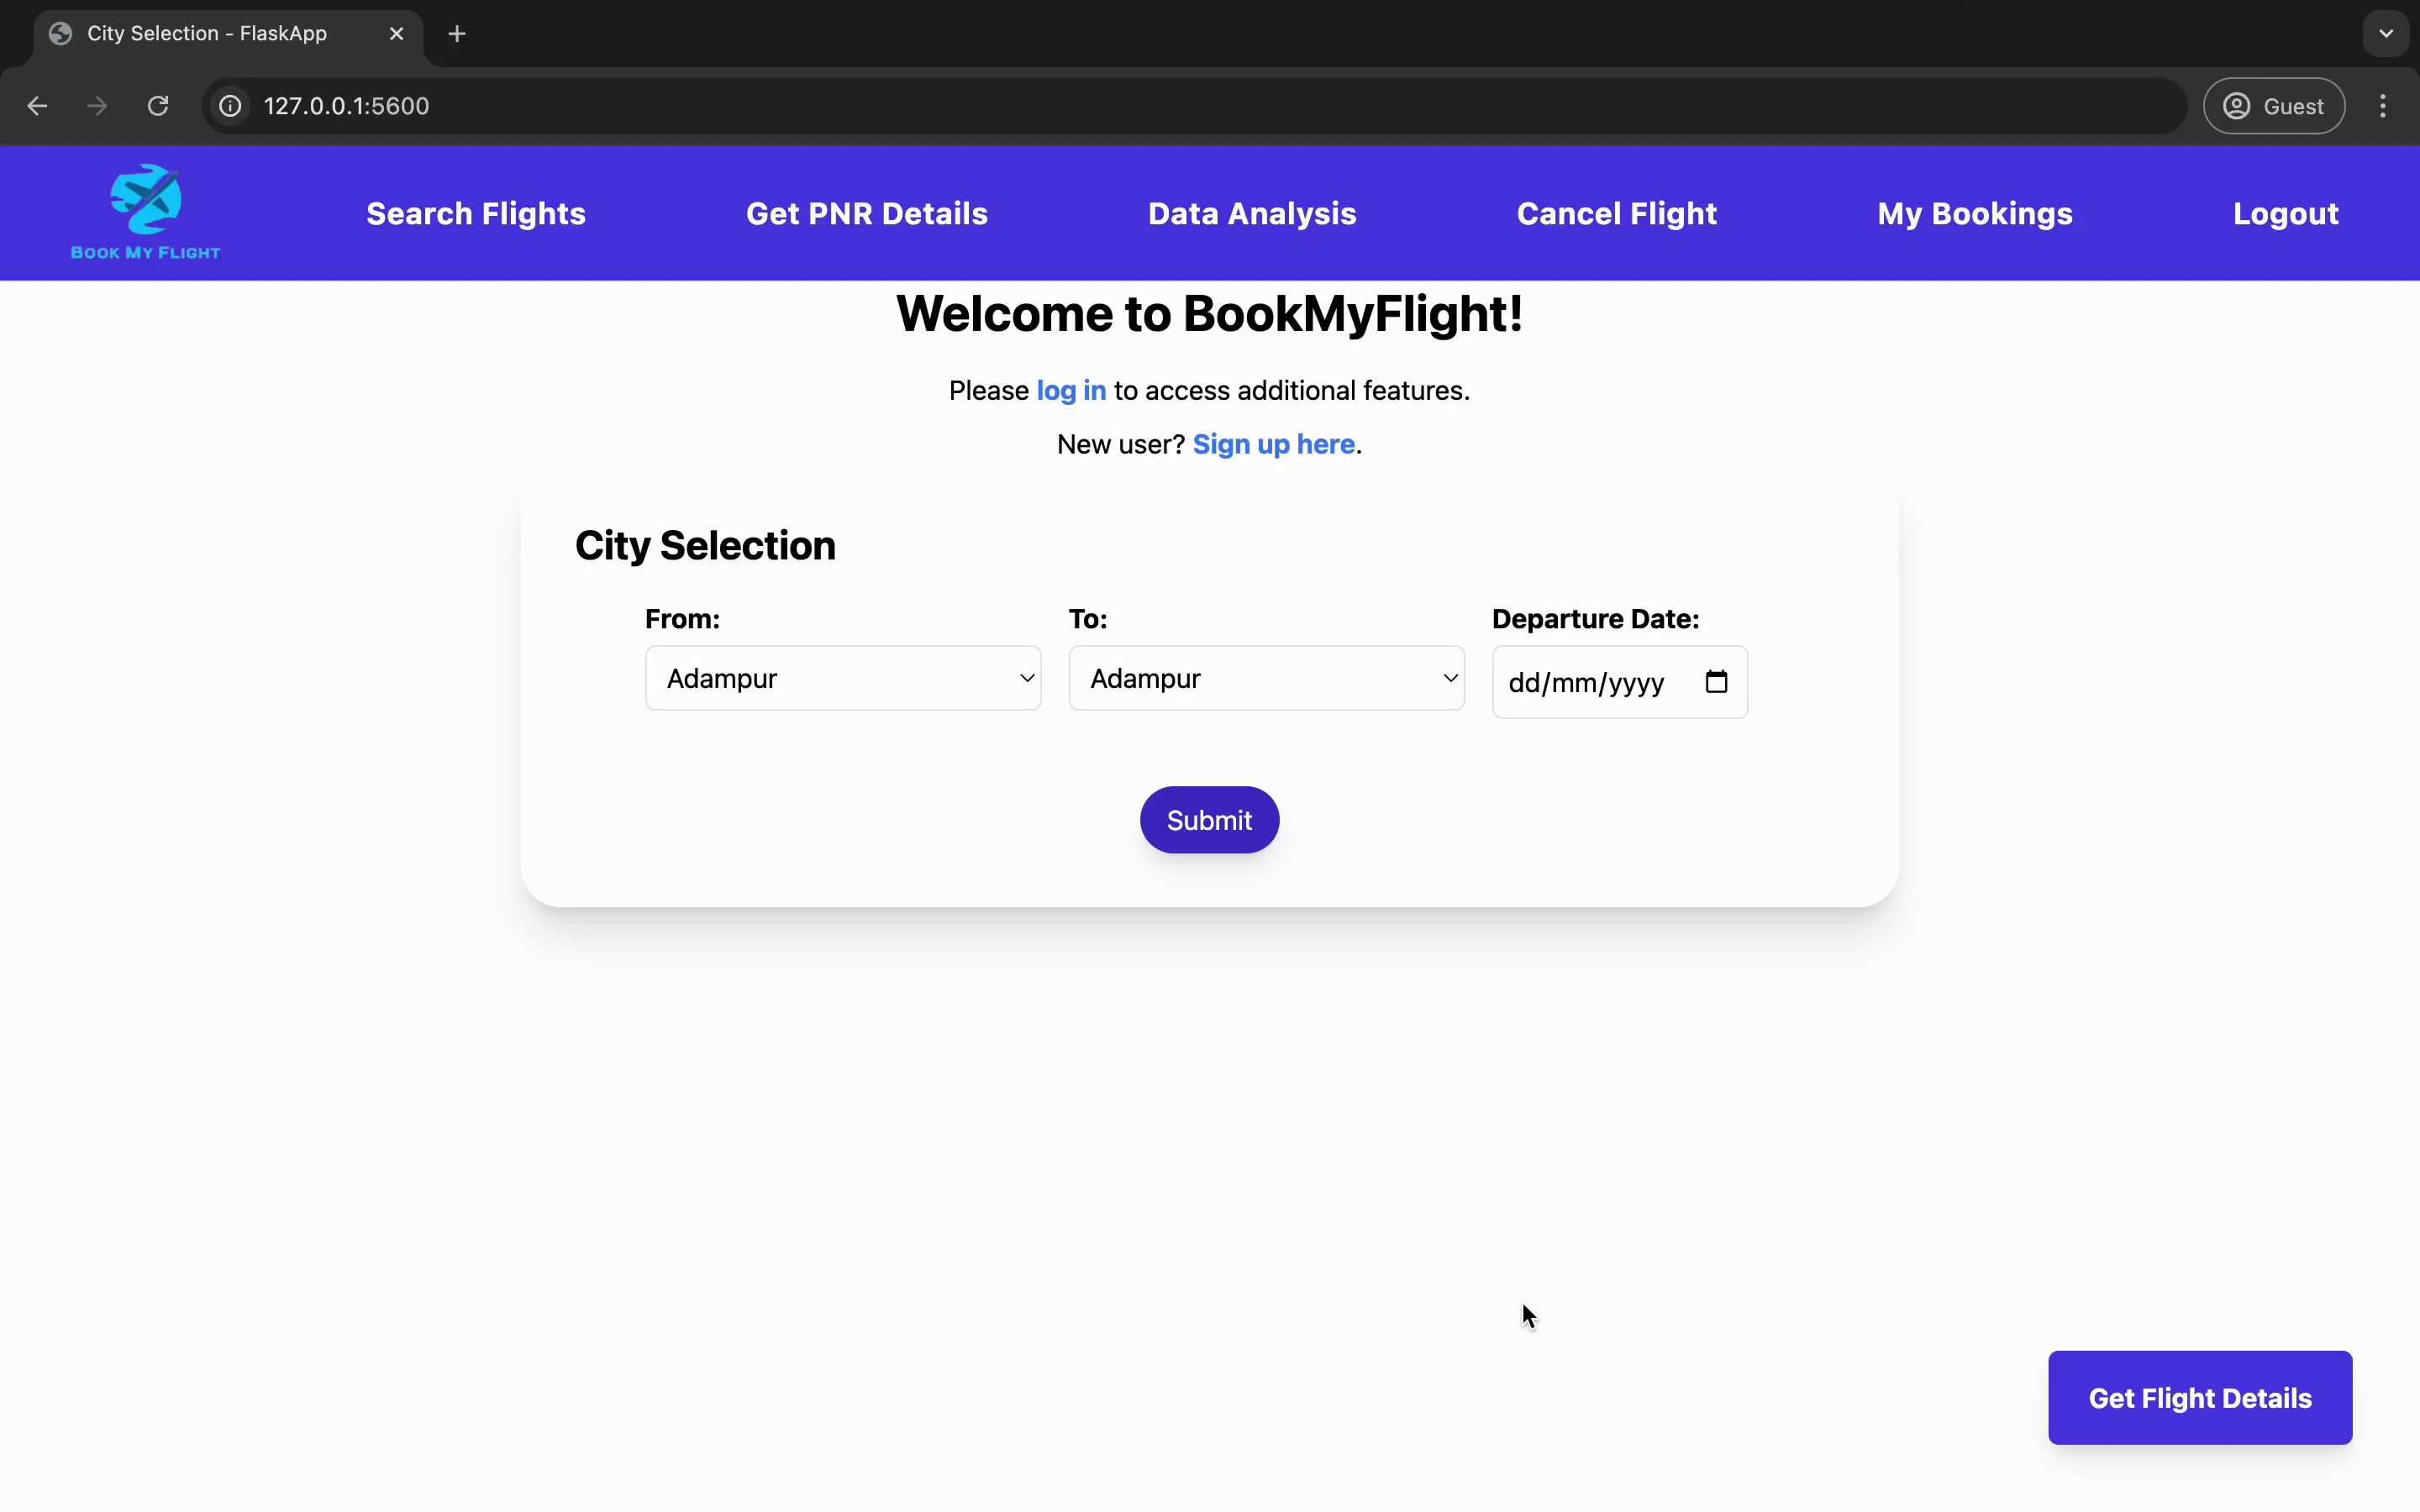 City Selection - FlaskApp
127.0.0.1:5600
Guest
BOOK MY FLIGHT
Search Flights
Get PNR Details
Data Analysis
Cancel Flight
My Bookings
Logout
Welcome to BookMyFlight!
Please log in to access additional features.
New user? Sign up here.
City Selection
From:
To:
Departure Date:
Adampur
Adampur
dd/mm/yyyy
Submit
Get Flight Details